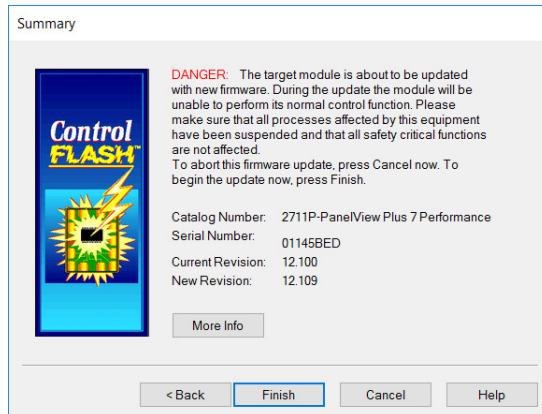 Summary
Control
FLASH™
DANGER: The target module is about to be updated
with new firmware. During the update the module will be
unable to perform its normal control function. Please
make sure that all processes affected by this equipment
have been suspended and that all safety critical functions
are not affected.
To abort this firmware update, press Cancel now. To
begin the update now, press Finish.
Catalog Number: 2711P-PanelView Plus 7 Performance
Serial Number: 01145BED
Current Revision: 12.100
New Revision: 12.109
More Info
< Back Finish Cancel Help